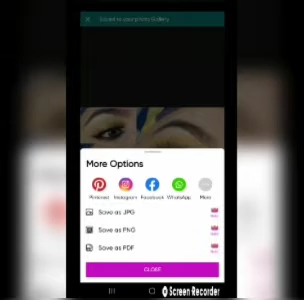 Saved to your photo Gallery
More Options
Pinterest Instagram Facebook WhatsApp More
Save as JPG
Save as PNG
Save as PDF
CLOSE
Screen Recorder